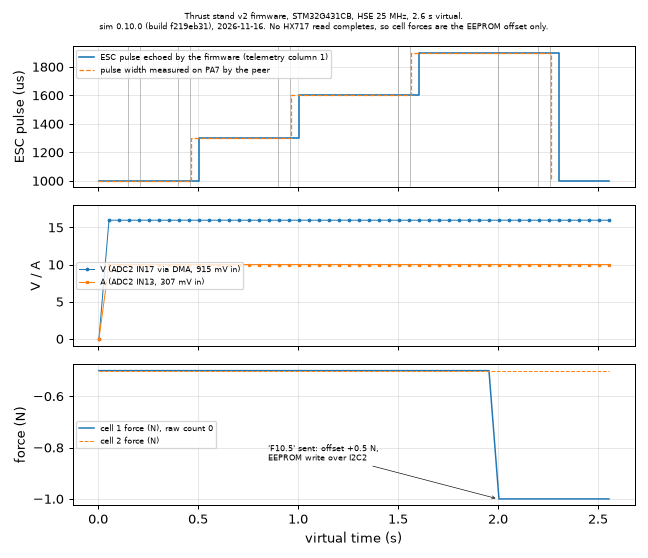 Thrust stand v2 firmware, STM32G431CB, HSE 25 MHz, 2.6 s virtual.
sim 0.10.0 (build f219eb31), 2026-11-16. No HX717 read completes, so cell forces are the EEPROM offset only.
ESC pulse (us)
1800
1600
1400
1200
1000
ESC pulse echoed by the firmware (telemetry column 1)
pulse width measured on PA7 by the peer
V / A
15
10
5
0
V (ADC2 IN17 via DMA, 915 mV in)
A (ADC2 IN13, 307 mV in)
force (N)
−0.6
−0.8
−1.0
cell 1 force (N), raw count 0
cell 2 force (N)
'F10.5' sent: offset +0.5 N,
EEPROM write over I2C2
0.0 0.5 1.0 1.5 2.0 2.5
virtual time (s)